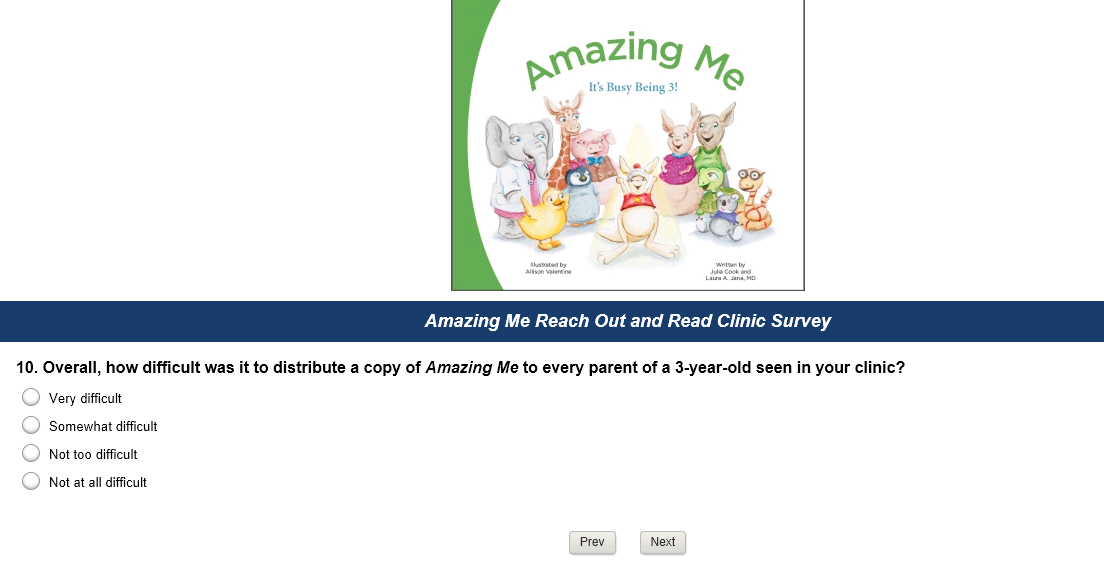 Amazing Me
It's Busy Being 3!
Illustrated by
Allison Valentine
Written by
Julia Cook and
Laura A. Jana, MD
Amazing Me Reach Out and Read Clinic Survey
10. Overall, how difficult was it to distribute a copy of Amazing Me to every parent of a 3-year-old seen in your clinic?
Very difficult
Somewhat difficult
Not too difficult
Not at all difficult
Prev
Next